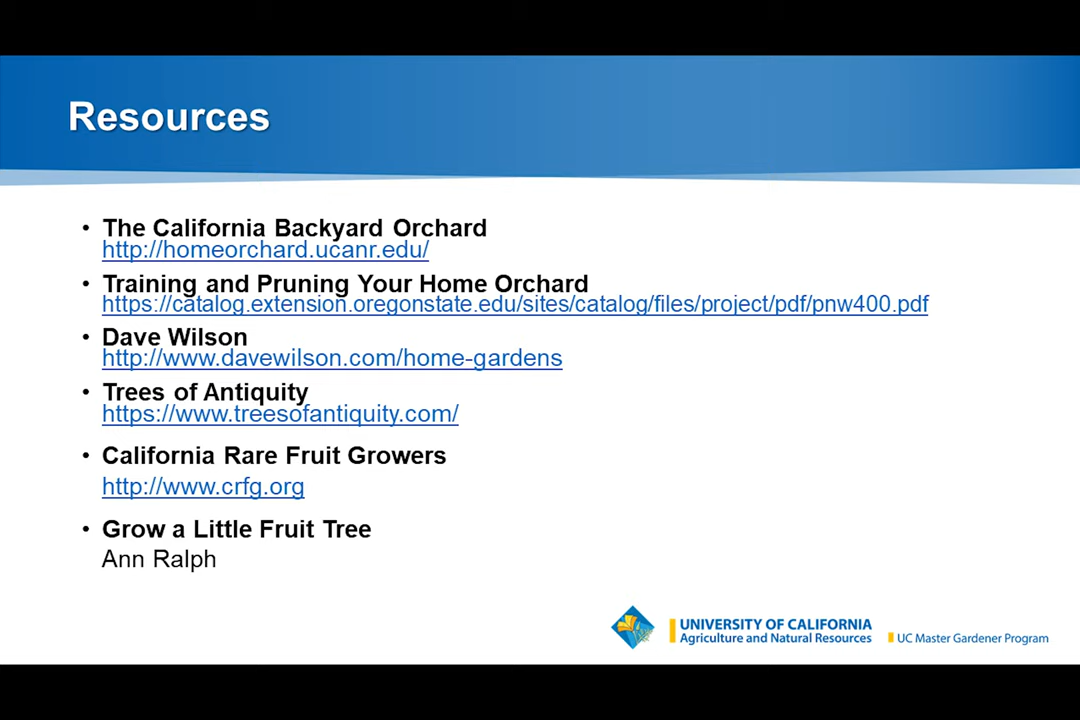 Resources
• The California Backyard Orchard
http://homeorchard.ucanr.edu/
• Training and Pruning Your Home Orchard
https://catalog.extension.oregonstate.edu/sites/catalog/files/project/pdf/pnw400.pdf
• Dave Wilson
http://www.davewilson.com/home-gardens
• Trees of Antiquity
https://www.treesofantiquity.com/
• California Rare Fruit Growers
http://www.crfg.org
• Grow a Little Fruit Tree
Ann Ralph
UNIVERSITY OF CALIFORNIA
Agriculture and Natural Resources
UC Master Gardener Program